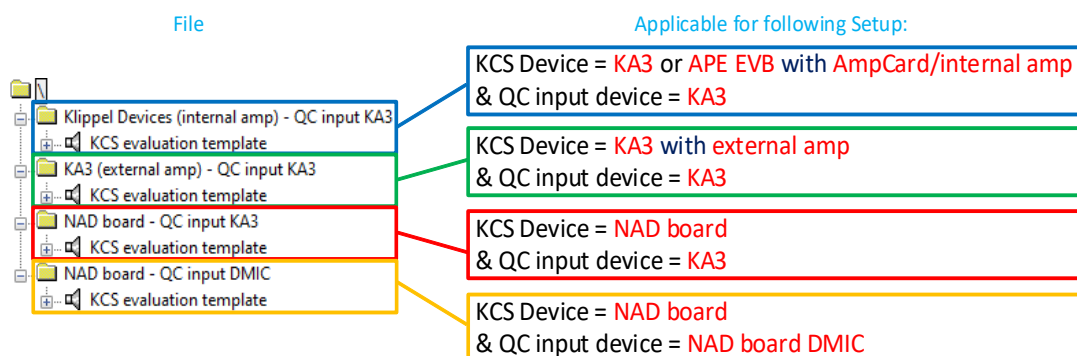 File
Applicable for following Setup:
\
Klippel Devices (internal amp) - QC input KA3
KCS evaluation template
KA3 (external amp) - QC input KA3
KCS evaluation template
NAD board - QC input KA3
KCS evaluation template
NAD board - QC input DMIC
KCS evaluation template
KCS Device = KA3 or APE EVB with AmpCard/internal amp
& QC input device = KA3
KCS Device = KA3 with external amp
& QC input device = KA3
KCS Device = NAD board
& QC input device = KA3
KCS Device = NAD board
& QC input device = NAD board DMIC